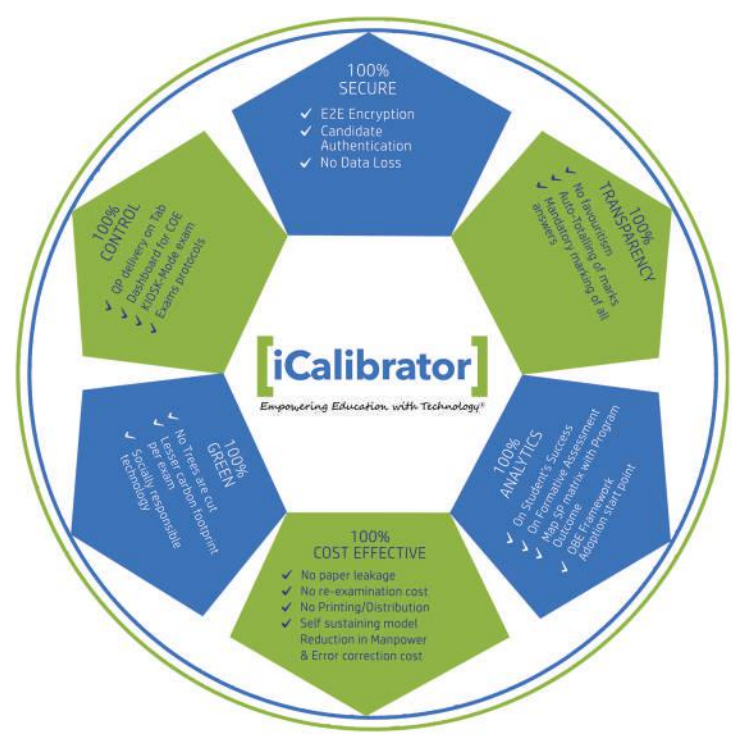 100%
SECURE
✓ E2E Encryption
✓ Candidate
Authentication
✓ No Data Loss
100%
TRANSPARENCY
✓ No favouritism
✓ Auto-Totalling of marks
✓ Mandatory marking of all
answers
100%
ANALYTICS
✓ On Student's Success
✓ On Formative Assessment
✓ Map SP matrix with Program
Outcome
✓ OBE Framework
Adoption start point
100%
COST EFFECTIVE
✓ No paper leakage
✓ No re-examination cost
✓ No Printing/Distribution
✓ Self sustaining model
Reduction in Manpower
& Error correction cost
100%
GREEN
✓ No Trees are cut
✓ Lesser carbon footprint
per exam
✓ Socially responsible
technology
100%
CONTROL
✓ QP delivery on Tab
✓ Dashboard for COE
✓ KIOSK-Mode exam
✓ Exams protocols
[iCalibrator]
Empowering Education with Technology®